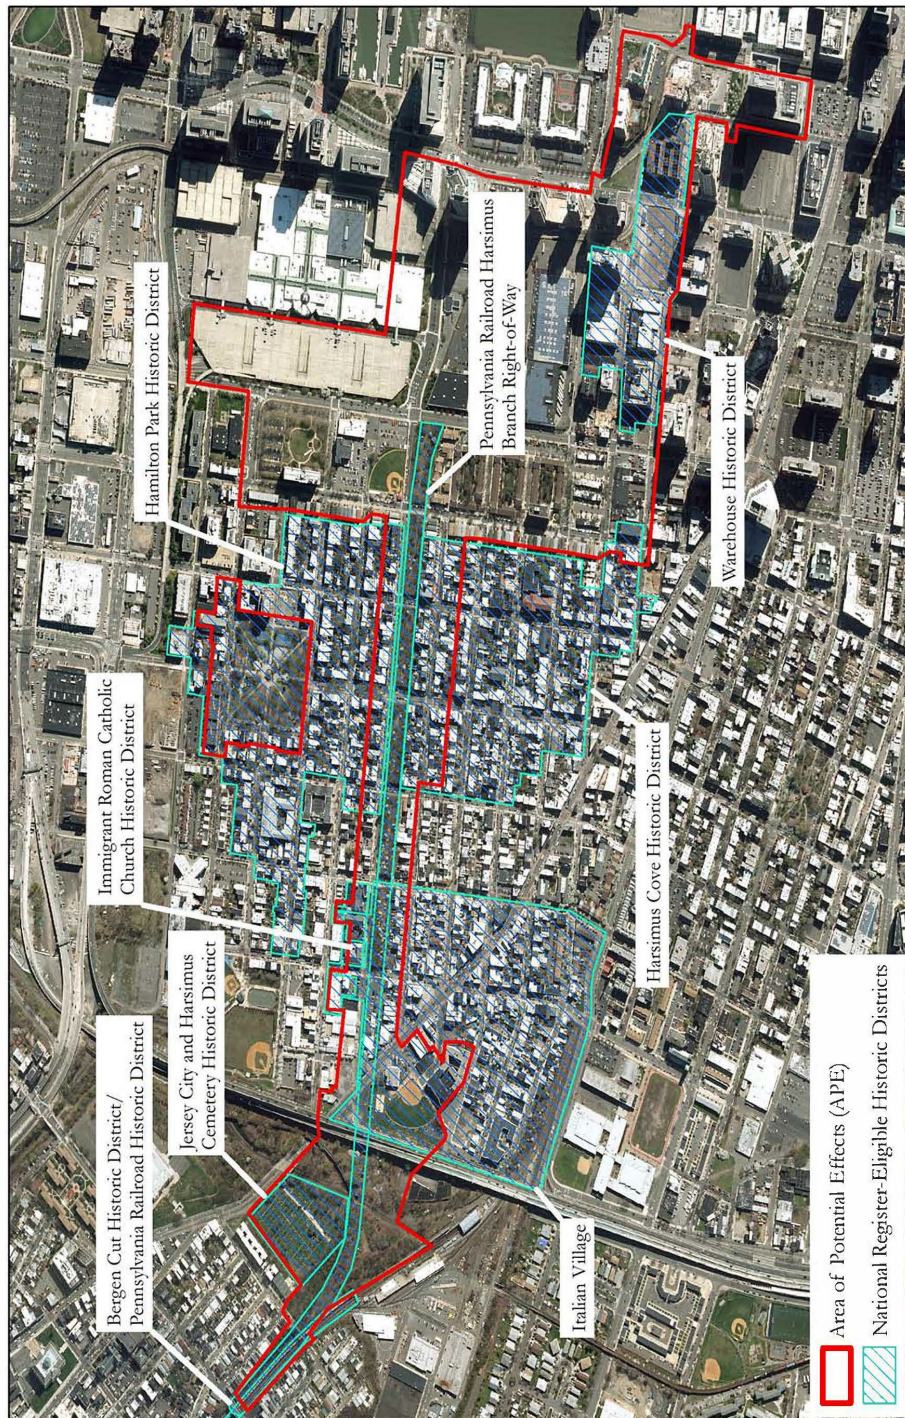 Bergen Cut Historic District/
Pennsylvania Railroad Historic District
Jersey City and Harsimus
Cemetery Historic District
Immigrant Roman Catholic
Church Historic District
Hamilton Park Historic District
Pennsylvania Railroad Harsimus
Branch Right-of-Way
Italian Village
Harsimus Cove Historic District
Warehouse Historic District
Area of Potential Effects (APE)
National Register-Eligible Historic Districts